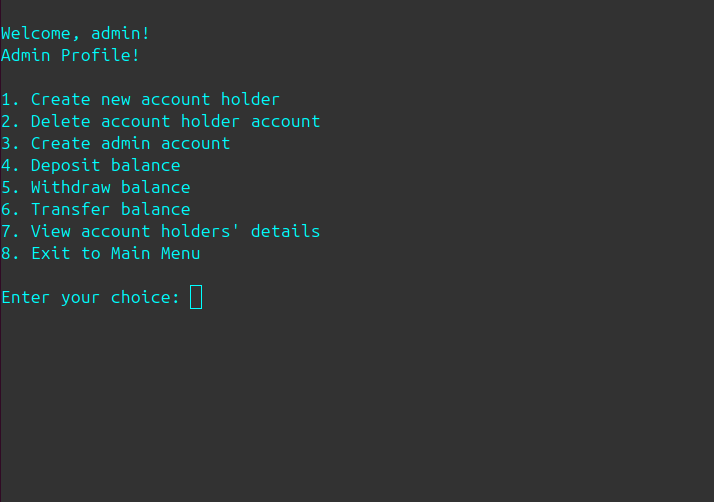 Welcome, admin!
Admin Profile!
1. Create new account holder
2. Delete account holder account
3. Create admin account
4. Deposit balance
5. Withdraw balance
6. Transfer balance
7. View account holders' details
8. Exit to Main Menu
Enter your choice: